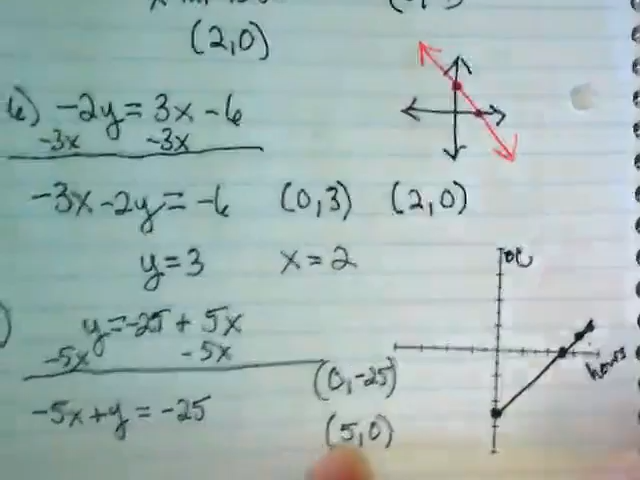 (2,0)
6) -2y = 3x - 6
-3x -3x
-3x - 2y = -6 (0,3) (2,0)
y = 3 x = 2
°C
) y = -25 + 5x
-5x -5x
hours
(0,-25)
-5x + y = -25
(5,0)